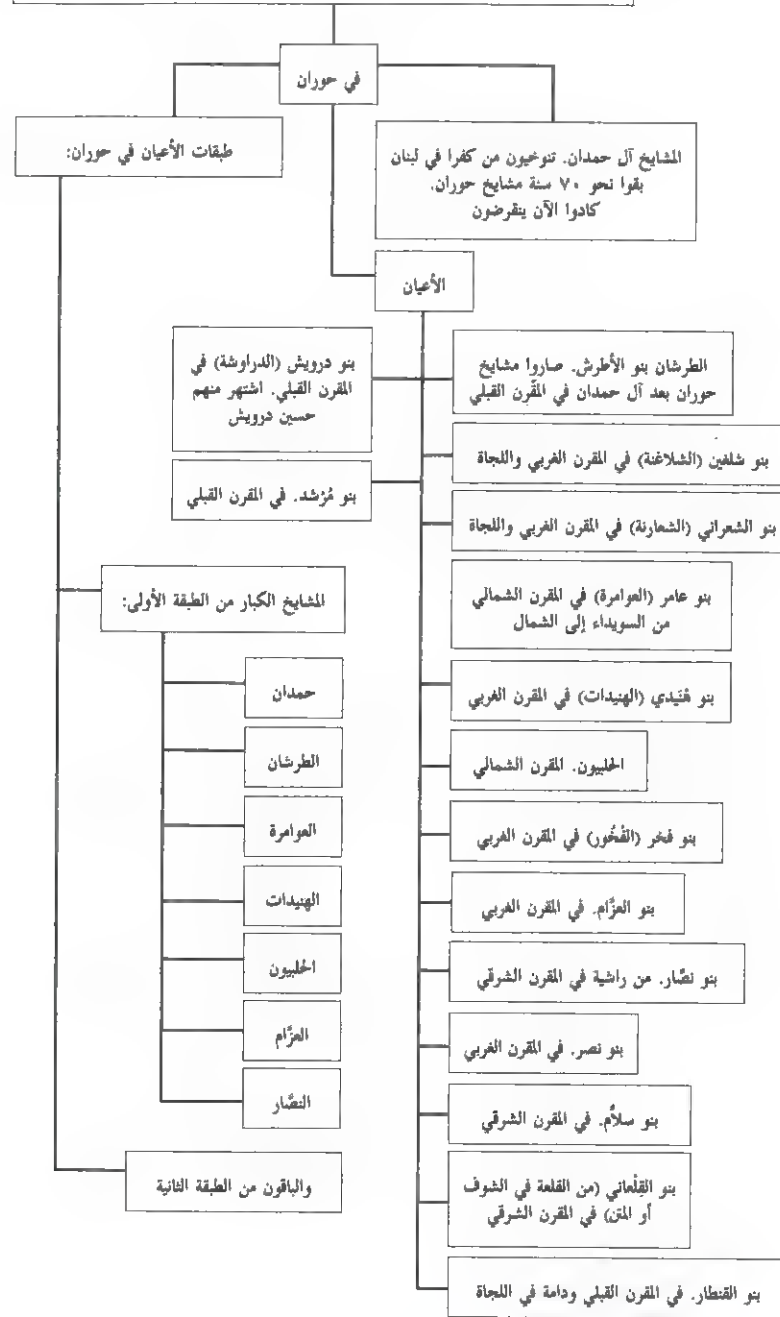 في حوران
طبقات الأعيان في حوران:
المشايخ آل حمدان. تنوخيون من كفرا في لبنان
بقوا نحو ٧٠ سنة مشايخ حوران.
كادوا الآن ينقرضون
الأعيان
الطرشان بنو الأطرش. صاروا مشايخ
حوران بعد آل حمدان في المقرن القبلي
بنو درويش (الدراوشة) في
المقرن القبلي. اشتهر منهم
حسين درويش
بنو شلغين (الشلاغنة) في المقرن الغربي واللجاة
بنو مُرْشد. في المقرن القبلي
بنو الشعراني (الشعارنة) في المقرن الغربي واللجاة
بنو عامر (العوامرة) في المقرن الشمالي
من السويداء إلى الشمال
بنو هُنَيدي (الهنيدات) في المقرن الغربي
الحلبيون. المقرن الشمالي
بنو فخر (الفُخُور) في المقرن الغربي
بنو العزَّام. في المقرن الغربي
بنو نصَّار. من راشية في المقرن الشرقي
بنو نصر. في المقرن الغربي
بنو سلاَّم. في المقرن الشرقي
بنو القِلْعاني (من القلعة في الشوف
أو المتن) في المقرن الشرقي
بنو القنطار. في المقرن القبلي ودامة في اللجاة
المشايخ الكبار من الطبقة الأولى:
حمدان
الطرشان
العوامرة
الهنيدات
الحلبيون
العزَّام
النصَّار
والباقون من الطبقة الثانية